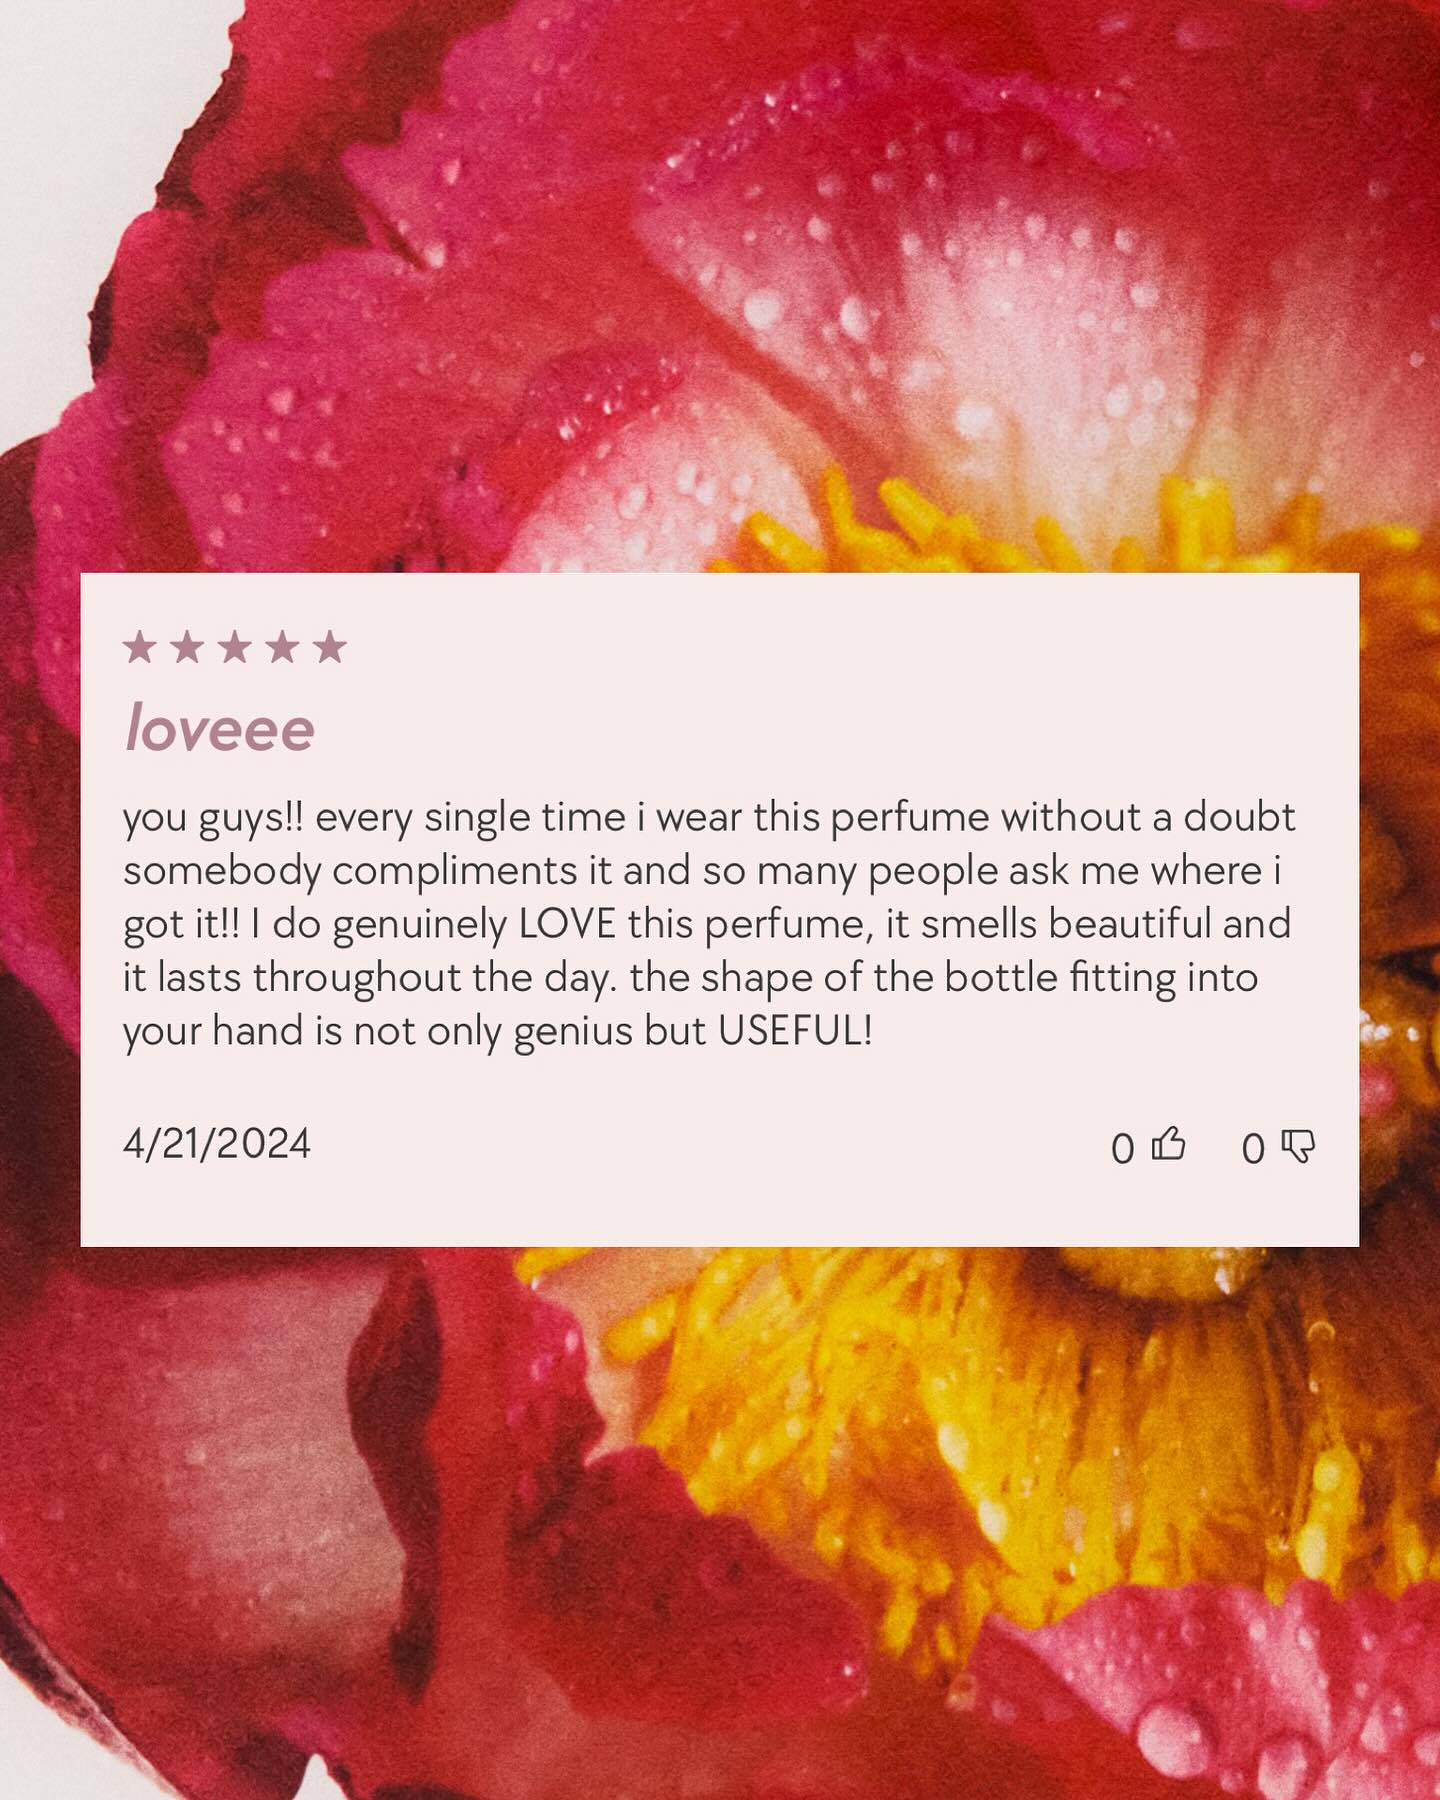 ★★★★★
loveee
you guys!! every single time i wear this perfume without a doubt
somebody compliments it and so many people ask me where i
got it!! I do genuinely LOVE this perfume, it smells beautiful and
it lasts throughout the day. the shape of the bottle fitting into
your hand is not only genius but USEFUL!
4/21/2024
0 0